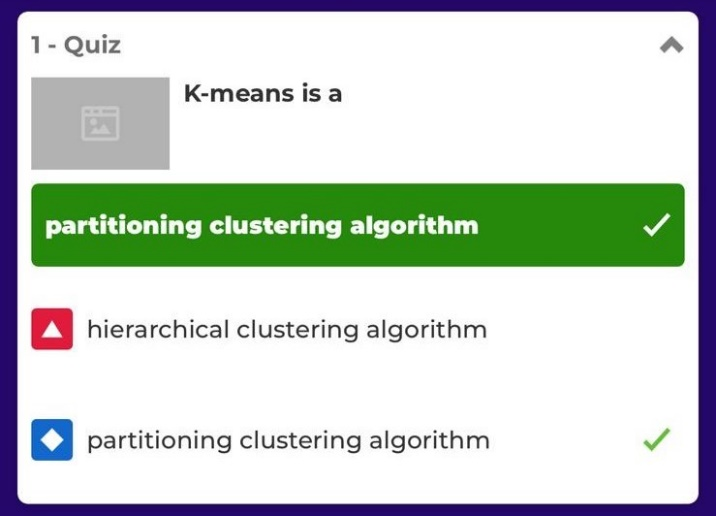 1 - Quiz
K-means is a
partitioning clustering algorithm
hierarchical clustering algorithm
partitioning clustering algorithm